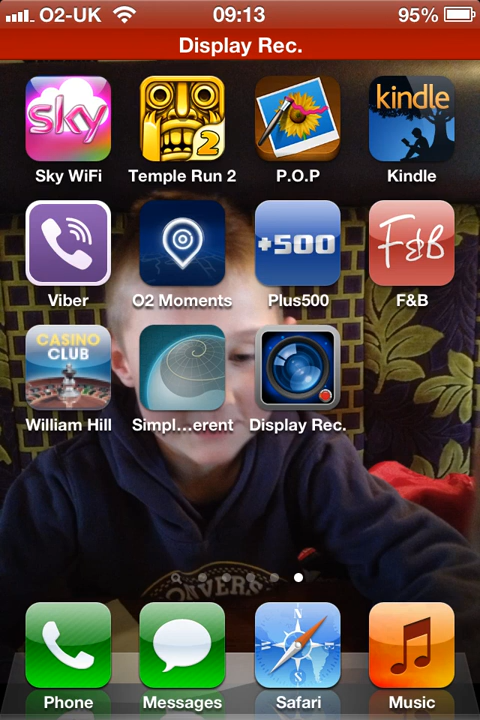 O2-UK 09:13 95%
Display Rec.
sky
2
kindle
Sky WiFi Temple Run 2 P.O.P Kindle
+500 F&B
Viber O2 Moments Plus500 F&B
CASINO
CLUB
William Hill Simpl...erent Display Rec.
CONVERS
N
Phone Messages Safari Music